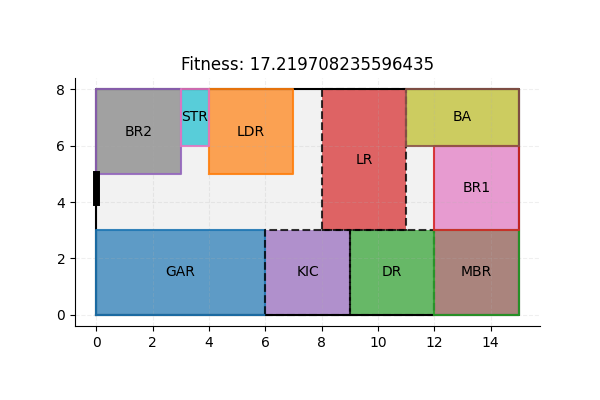 Fitness: 17.219708235596435
8
6
4
2
0
BR2
STR
LDR
LR
BA
BR1
GAR
KIC
DR
MBR
0
2
4
6
8
10
12
14